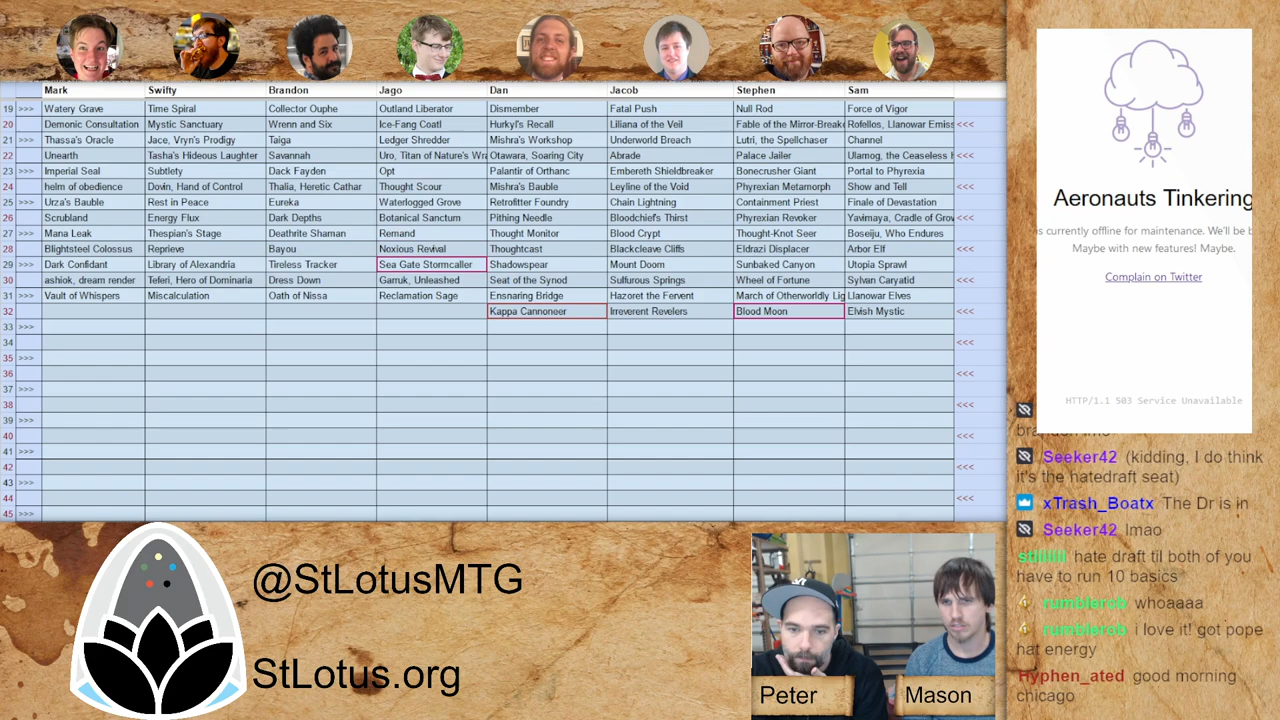 Mark Swifty Brandon Jago Dan Jacob Stephen Sam
19 >>> Watery Grave Time Spiral Collector Ouphe Outland Liberator Dismember Fatal Push Null Rod Force of Vigor
20 Demonic Consultation Mystic Sanctuary Wrenn and Six Ice-Fang Coatl Hurkyl's Recall Liliana of the Veil Fable of the Mirror-Breake Rofellos, Llanowar Emiss <<<
21 >>> Thassa's Oracle Jace, Vryn's Prodigy Taiga Ledger Shredder Mishra's Workshop Underworld Breach Lutri, the Spellchaser Channel
22 Unearth Tasha's Hideous Laughter Savannah Uro, Titan of Nature's Wra Otawara, Soaring City Abrade Palace Jailer Ulamog, the Ceaseless H <<<
23 >>> Imperial Seal Subtlety Dack Fayden Opt Palantir of Orthanc Embereth Shieldbreaker Bonecrusher Giant Portal to Phyrexia
24 helm of obedience Dovin, Hand of Control Thalia, Heretic Cathar Thought Scour Mishra's Bauble Leyline of the Void Phyrexian Metamorph Show and Tell <<<
25 >>> Urza's Bauble Rest in Peace Eureka Waterlogged Grove Retrofitter Foundry Chain Lightning Containment Priest Finale of Devastation
26 Scrubland Energy Flux Dark Depths Botanical Sanctum Pithing Needle Bloodchief's Thirst Phyrexian Revoker Yavimaya, Cradle of Grov <<<
27 >>> Mana Leak Thespian's Stage Deathrite Shaman Remand Thought Monitor Blood Crypt Thought-Knot Seer Boseiju, Who Endures
28 Blightsteel Colossus Reprieve Bayou Noxious Revival Thoughtcast Blackcleave Cliffs Eldrazi Displacer Arbor Elf <<<
29 >>> Dark Confidant Library of Alexandria Tireless Tracker Sea Gate Stormcaller Shadowspear Mount Doom Sunbaked Canyon Utopia Sprawl
30 ashiok, dream render Teferi, Hero of Dominaria Dress Down Garruk, Unleashed Seat of the Synod Sulfurous Springs Wheel of Fortune Sylvan Caryatid <<<
31 >>> Vault of Whispers Miscalculation Oath of Nissa Reclamation Sage Ensnaring Bridge Hazoret the Fervent March of Otherworldly Lig Llanowar Elves
32 Kappa Cannoneer Irreverent Revelers Blood Moon Elvish Mystic <<<
33 >>>
34 <<<
35 >>>
36 <<<
37 >>>
38 <<<
39 >>>
40 <<<
41 >>>
42 <<<
43 >>>
44 <<<
45 >>>
Aeronauts Tinkering
s currently offline for maintenance. We'll be b
Maybe with new features! Maybe.
Complain on Twitter
HTTP/1.1 503 Service Unavailable
Seeker42 (kidding, I do think
it's the hatedraft seat)
xTrash_Boatx The Dr is in
Seeker42 lmao
hate draft til both of you
have to run 10 basics
rumblerob whoaaaa
rumblerob i love it! got pope
hat energy
Hyphen_ated good morning
chicago
@StLotusMTG
StLotus.org
Peter
Mason